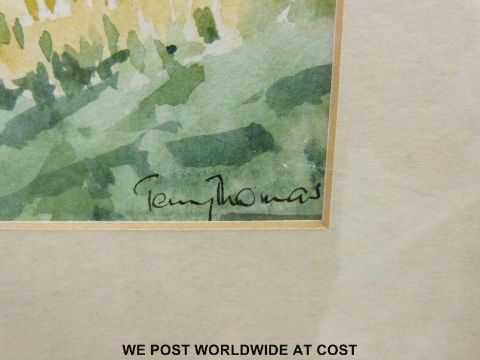 Terry Thomas
WE POST WORLDWIDE AT COST